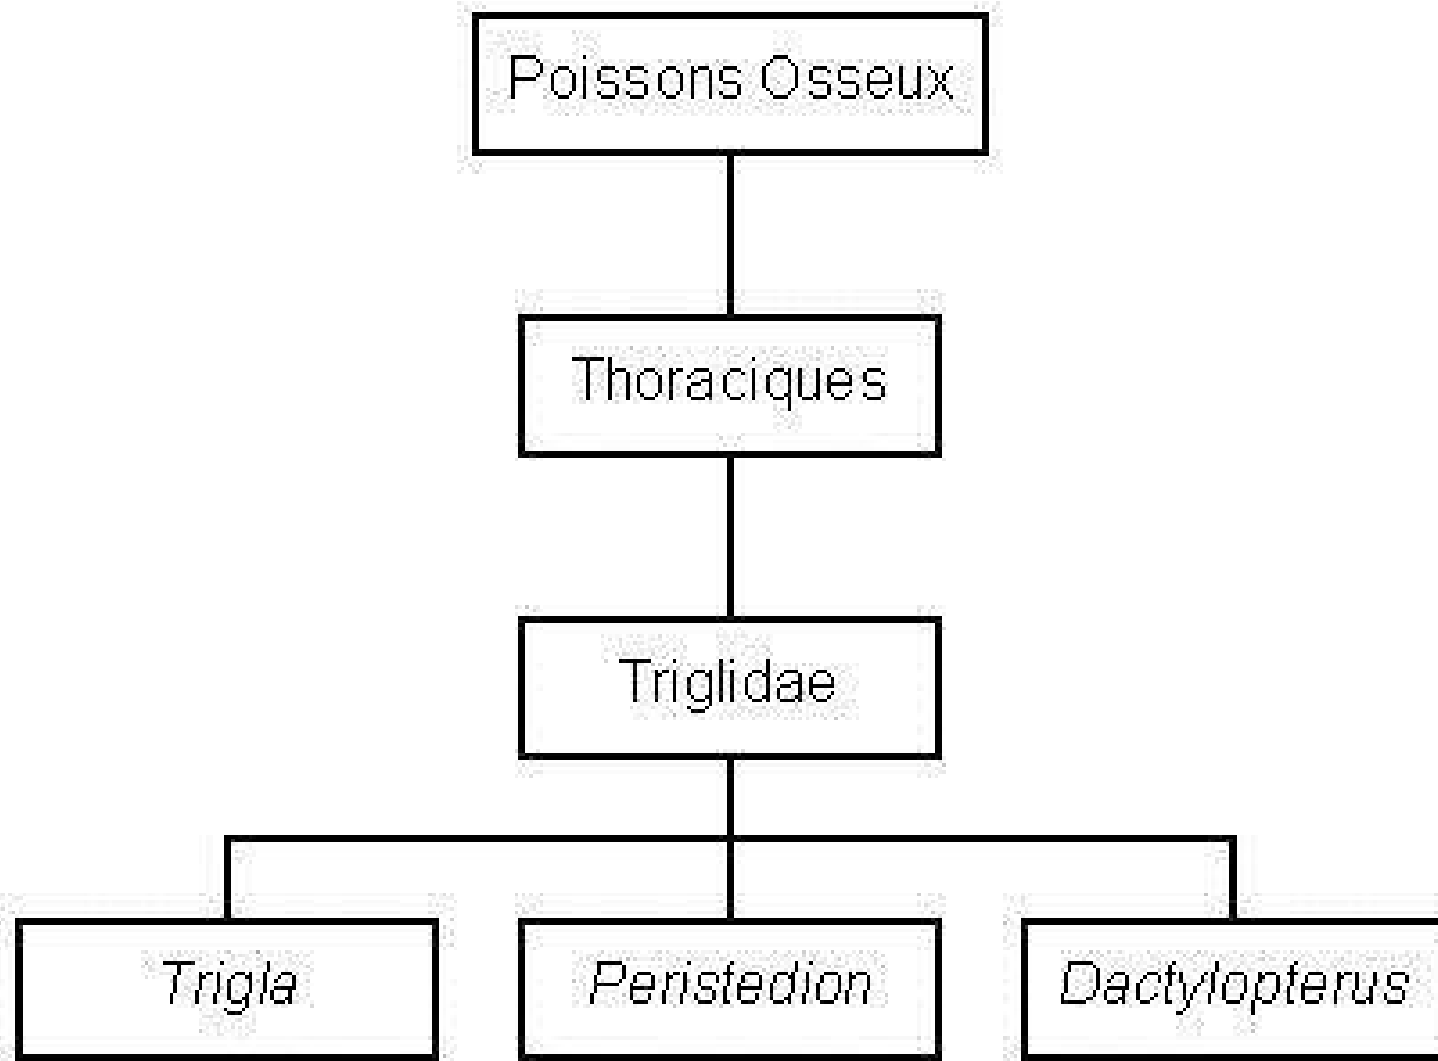 Poissons Osseux
Thoraciques
Triglidae
Trigla
Peristedion
Dactylopterus